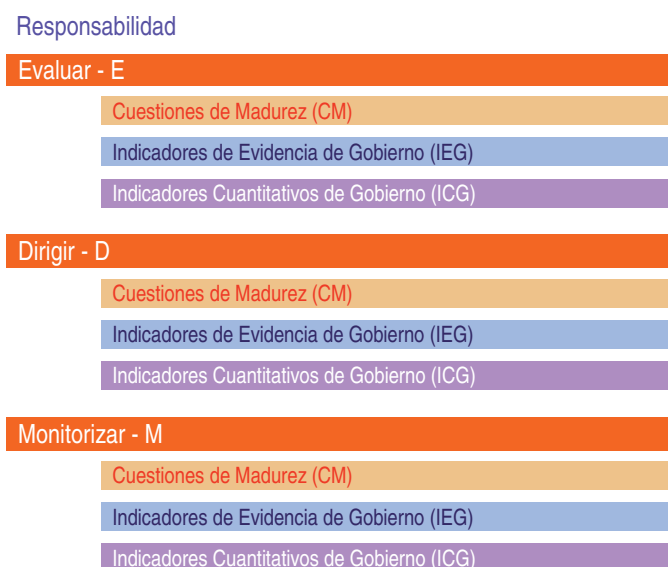 Responsabilidad
Evaluar - E
Cuestiones de Madurez (CM)
Indicadores de Evidencia de Gobierno (IEG)
Indicadores Cuantitativos de Gobierno (ICG)
Dirigir - D
Cuestiones de Madurez (CM)
Indicadores de Evidencia de Gobierno (IEG)
Indicadores Cuantitativos de Gobierno (ICG)
Monitorizar - M
Cuestiones de Madurez (CM)
Indicadores de Evidencia de Gobierno (IEG)
Indicadores Cuantitativos de Gobierno (ICG)